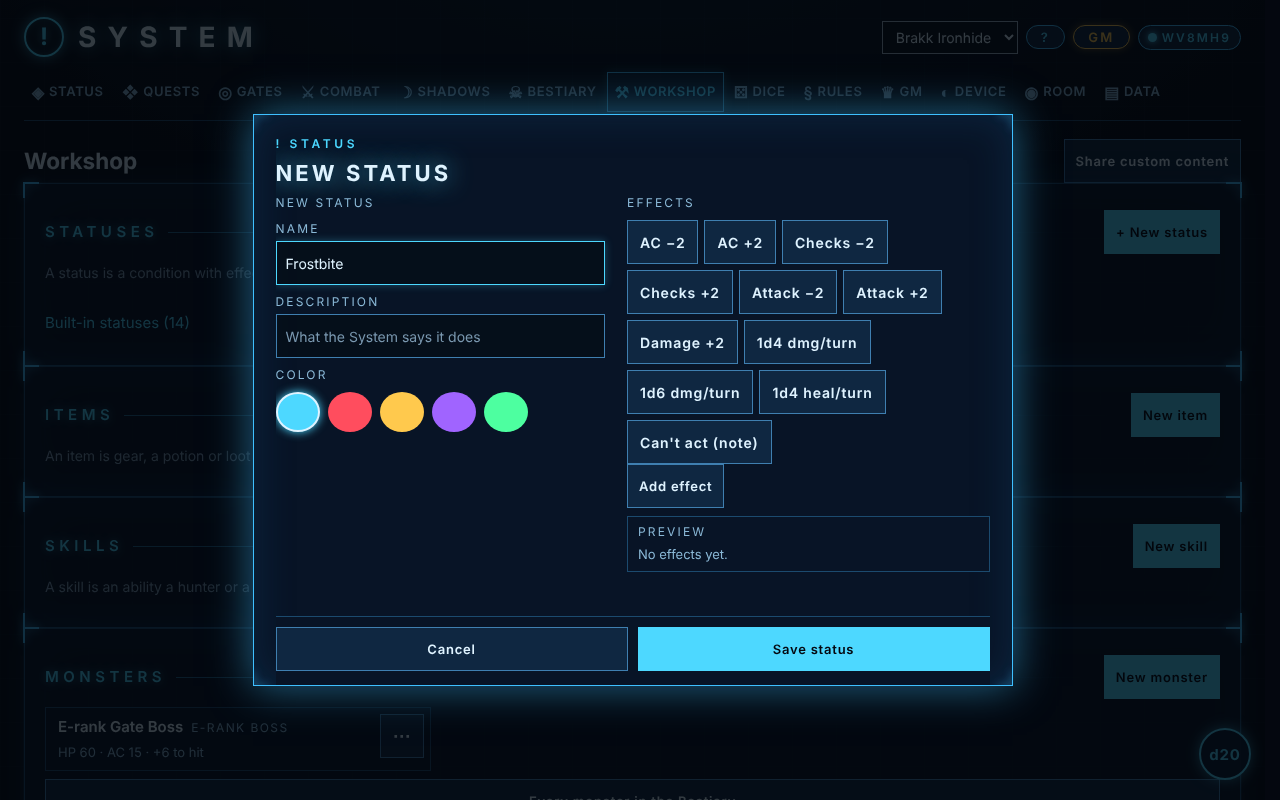 ! SYSTEM
Brakk Ironhide
?
GM
WV8MH9
STATUS
QUESTS
GATES
COMBAT
SHADOWS
BESTIARY
WORKSHOP
DICE
RULES
GM
DEVICE
ROOM
DATA
Workshop
Share custom content
STATUSES
+ New status
A status is a condition with effe
Built-in statuses (14)
ITEMS
New item
An item is gear, a potion or loot
SKILLS
New skill
A skill is an ability a hunter or a
MONSTERS
New monster
E-rank Gate Boss E-RANK BOSS
HP 60 · AC 15 · +6 to hit
...
Every monster in the Bestiary
d20
! STATUS
NEW STATUS
NEW STATUS
NAME
Frostbite
DESCRIPTION
What the System says it does
COLOR
EFFECTS
AC −2
AC +2
Checks −2
Checks +2
Attack −2
Attack +2
Damage +2
1d4 dmg/turn
1d6 dmg/turn
1d4 heal/turn
Can't act (note)
Add effect
PREVIEW
No effects yet.
Cancel
Save status